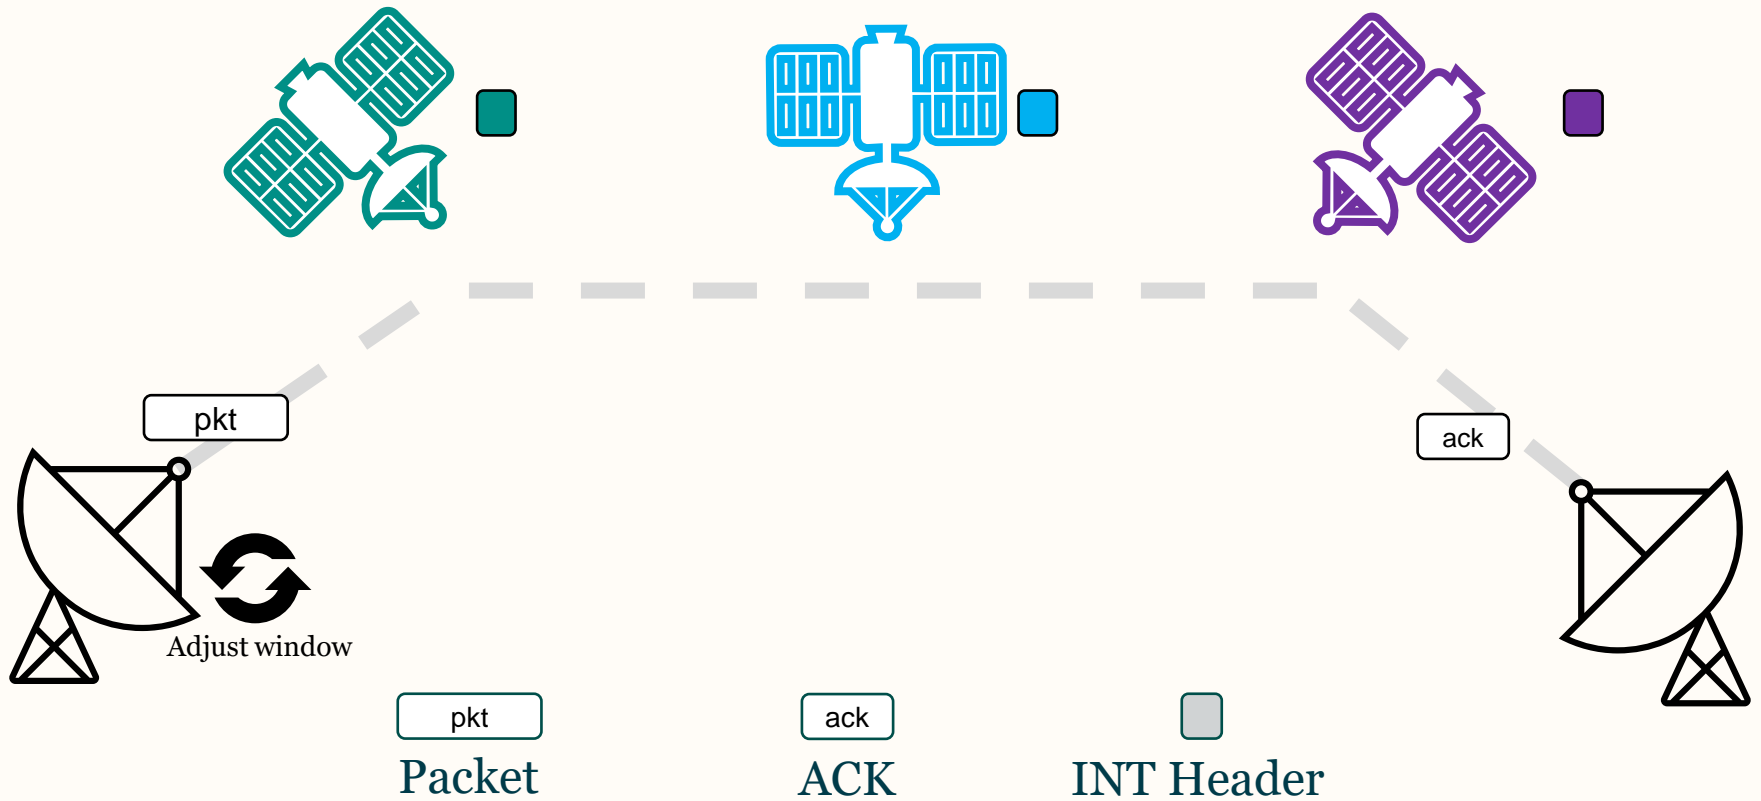 pkt
ack
Adjust window
pkt
ack
Packet
ACK
INT Header